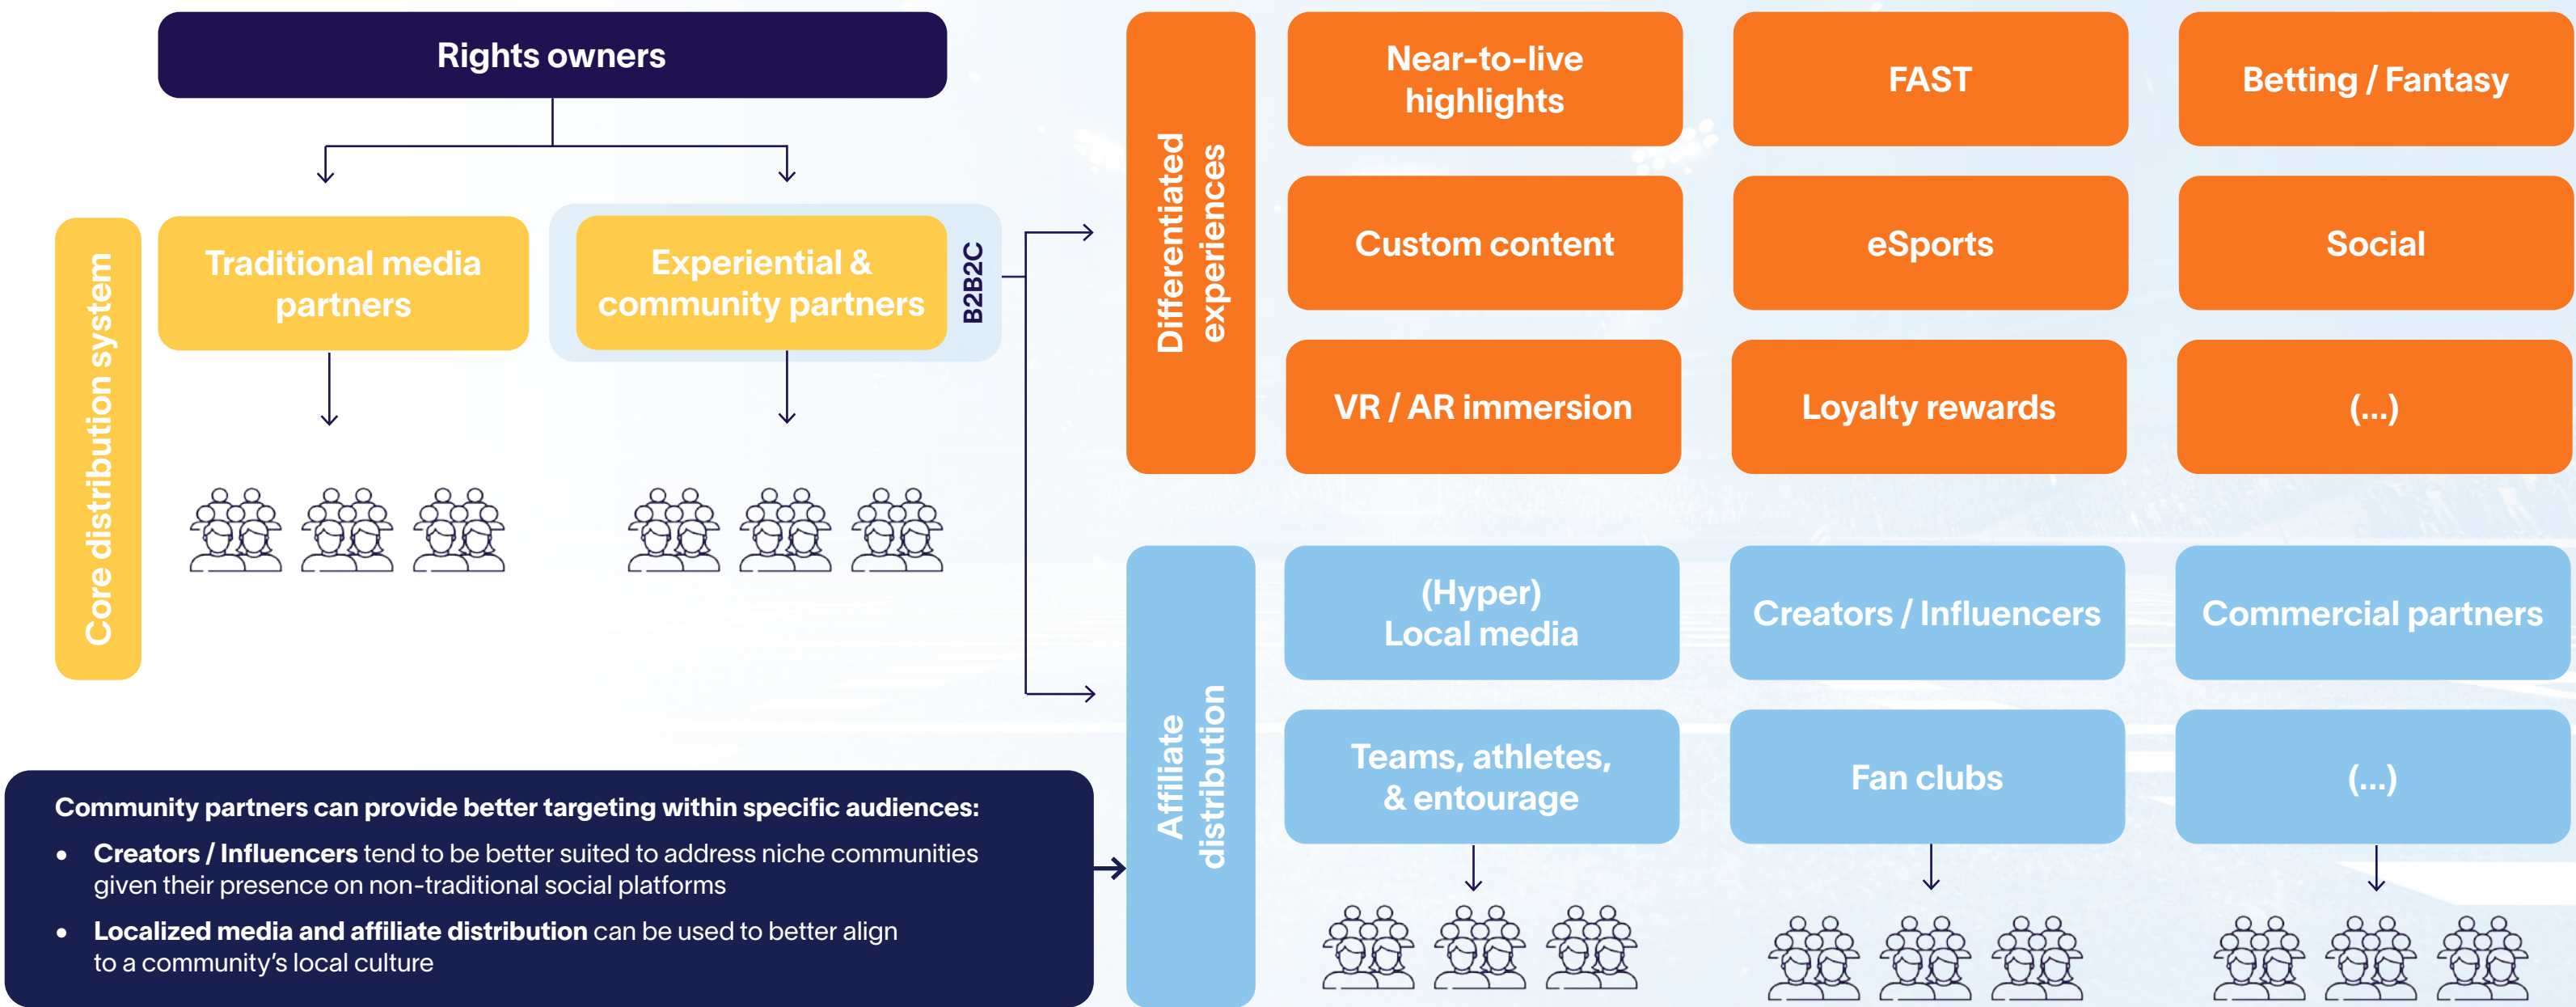 Rights owners
Core distribution system
Traditional media
partners
Experiential &
community partners
B2B2C
Differentiated
experiences
Near-to-live
highlights
FAST
Betting / Fantasy
Custom content
eSports
Social
VR / AR immersion
Loyalty rewards
(...)
Affiliate
distribution
(Hyper)
Local media
Creators / Influencers
Commercial partners
Teams, athletes,
& entourage
Fan clubs
(...)
Community partners can provide better targeting within specific audiences:
• Creators / Influencers tend to be better suited to address niche communities
given their presence on non-traditional social platforms
• Localized media and affiliate distribution can be used to better align
to a community's local culture